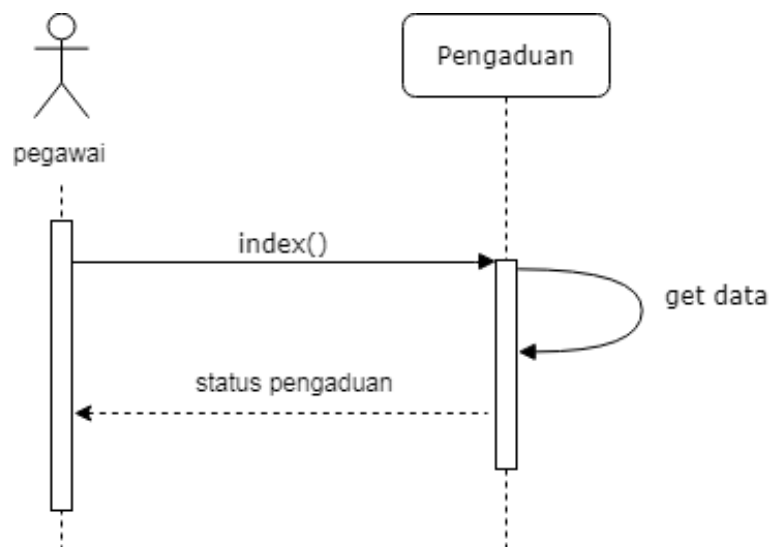 Pengaduan
pegawai
index()
get data
status pengaduan